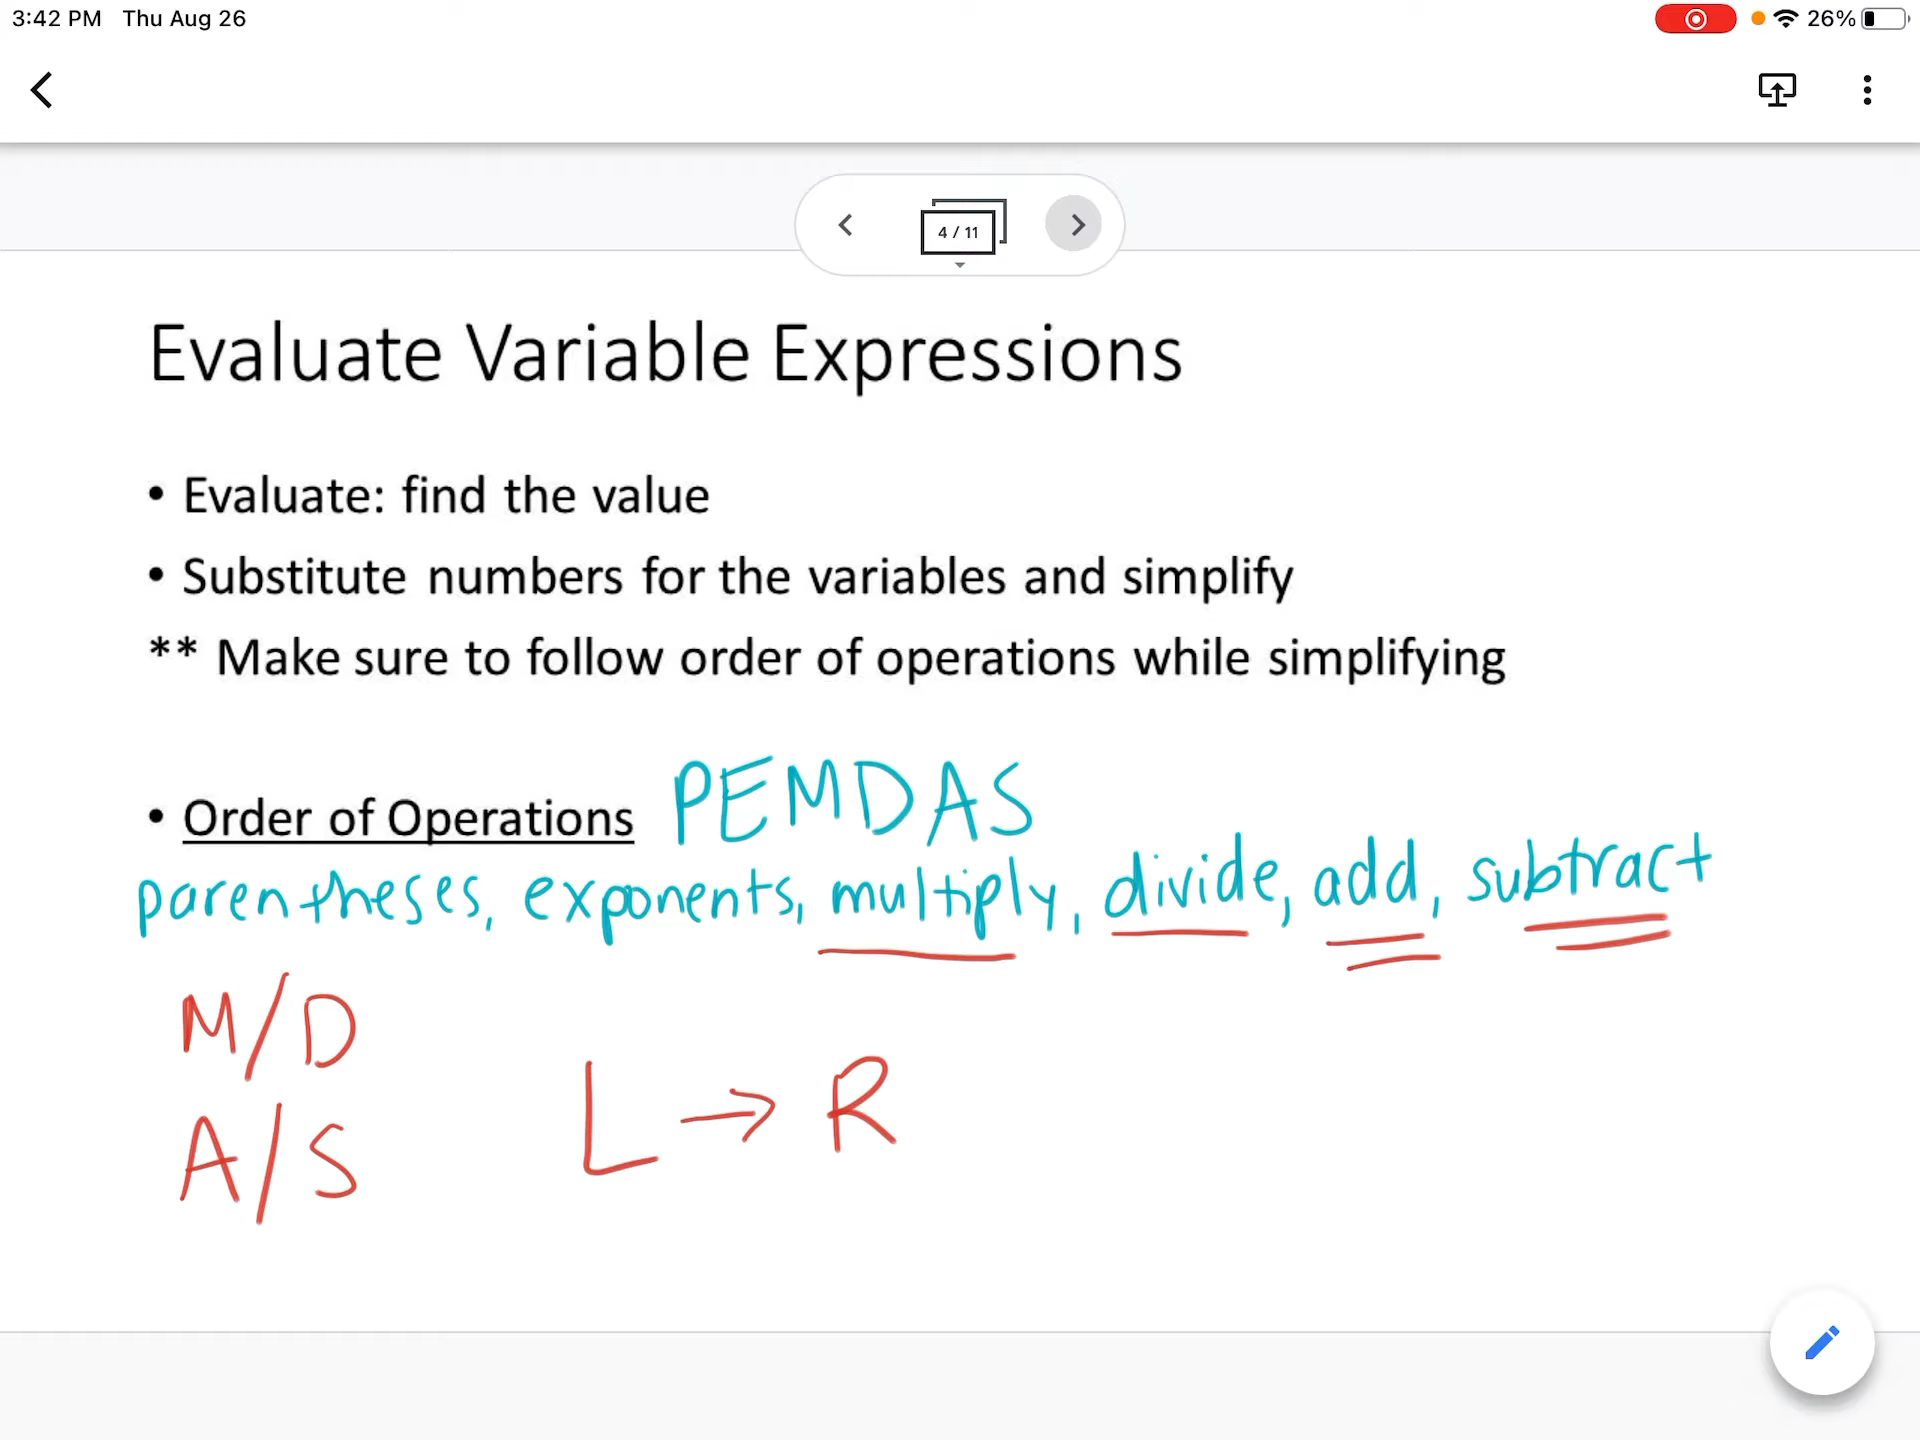 3:42 PM Thu Aug 26 26%
4 / 11
Evaluate Variable Expressions
• Evaluate: find the value
• Substitute numbers for the variables and simplify
** Make sure to follow order of operations while simplifying
• Order of Operations PEMDAS
parentheses, exponents, multiply, divide, add, subtract
M/D
L → R
A/S